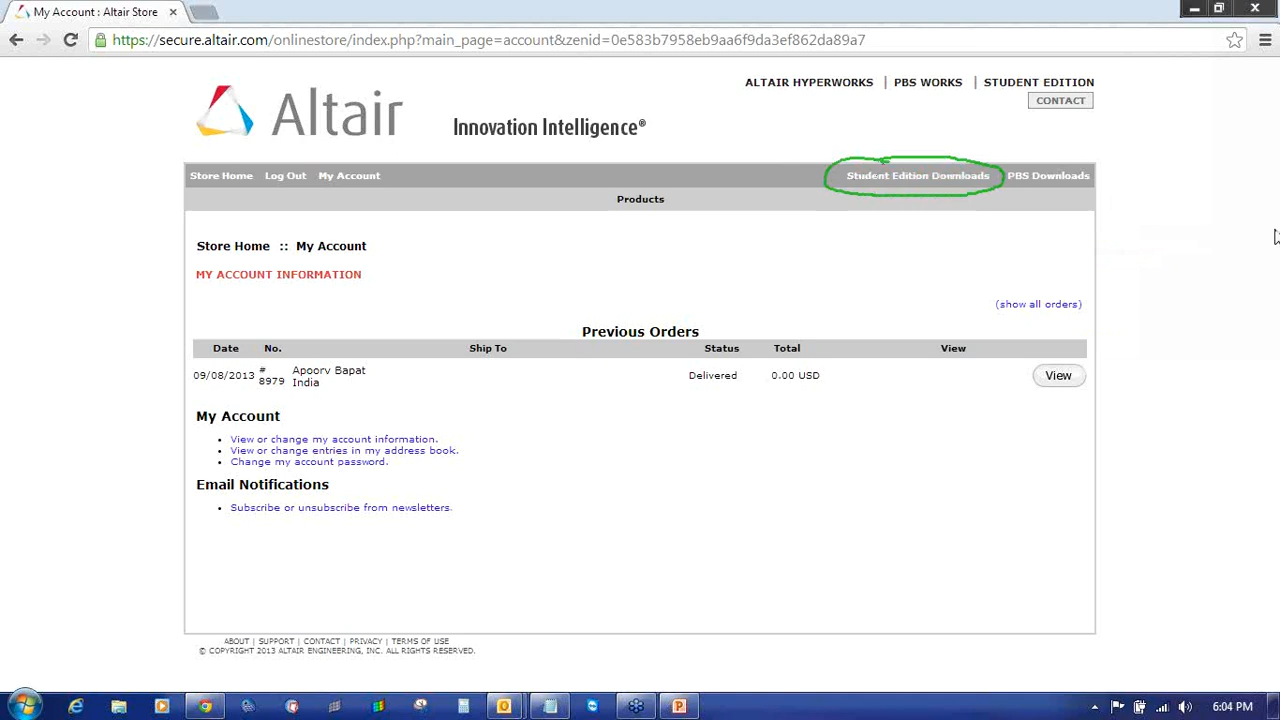 My Account : Altair Store
https://secure.altair.com/onlinestore/index.php?main_page=account&zenid=0e583b7958eb9aa6f9da3ef862da89a7
ALTAIR HYPERWORKS | PBS WORKS | STUDENT EDITION
CONTACT
Altair
Innovation Intelligence®
Store Home Log Out My Account Student Edition Downloads PBS Downloads
Products
Store Home :: My Account
MY ACCOUNT INFORMATION
(show all orders)
Previous Orders
Date No. Ship To Status Total View
09/08/2013 # 8979 Apoorv Bapat India Delivered 0.00 USD View
My Account
View or change my account information.
View or change entries in my address book.
Change my account password.
Email Notifications
Subscribe or unsubscribe from newsletters.
ABOUT | SUPPORT | CONTACT | PRIVACY | TERMS OF USE
© COPYRIGHT 2013 ALTAIR ENGINEERING, INC. ALL RIGHTS RESERVED.
6:04 PM